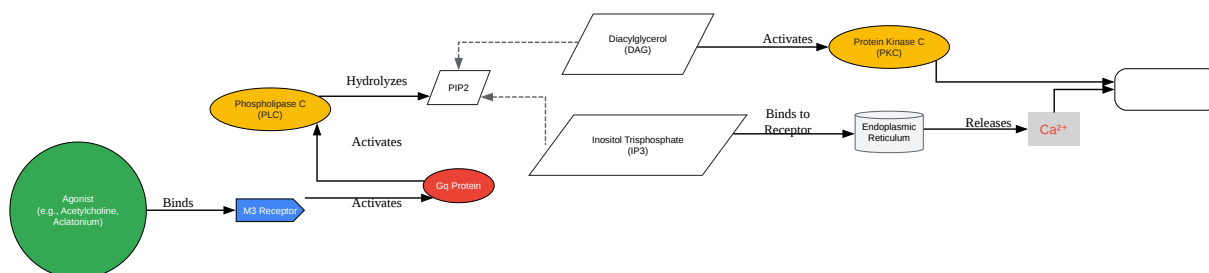 Diacylglycerol
(DAG)
Activates
Protein Kinase C
(PKC)
Hydrolyzes
PIP2
Phospholipase C
(PLC)
Binds to
Receptor
Inositol Trisphosphate
(IP3)
Endoplasmic
Reticulum
Releases
Ca²⁺
Activates
Gq Protein
Agonist
(e.g., Acetylcholine,
Aclatonium)
Binds
M3 Receptor
Activates